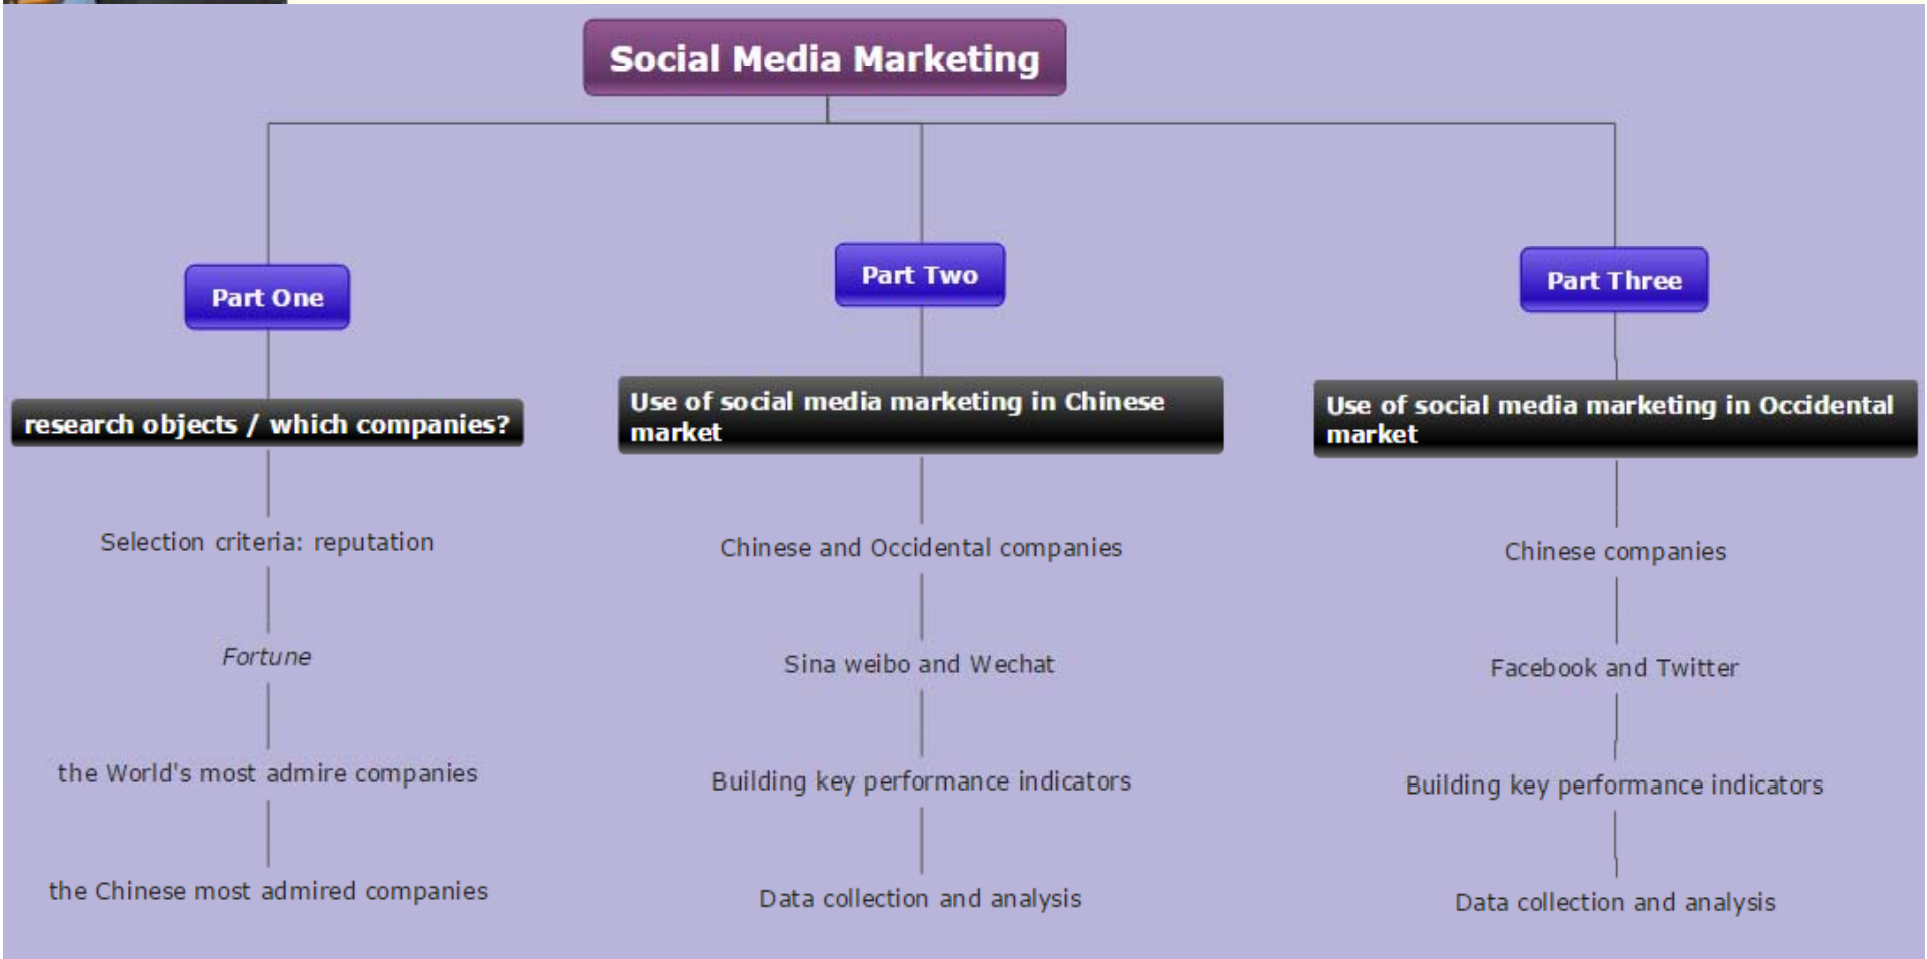 Social Media Marketing
Part One
research objects / which companies?
Selection criteria: reputation
Fortune
the World's most admire companies
the Chinese most admired companies
Part Two
Use of social media marketing in Chinese
market
Chinese and Occidental companies
Sina weibo and Wechat
Building key performance indicators
Data collection and analysis
Part Three
Use of social media marketing in Occidental
market
Chinese companies
Facebook and Twitter
Building key performance indicators
Data collection and analysis